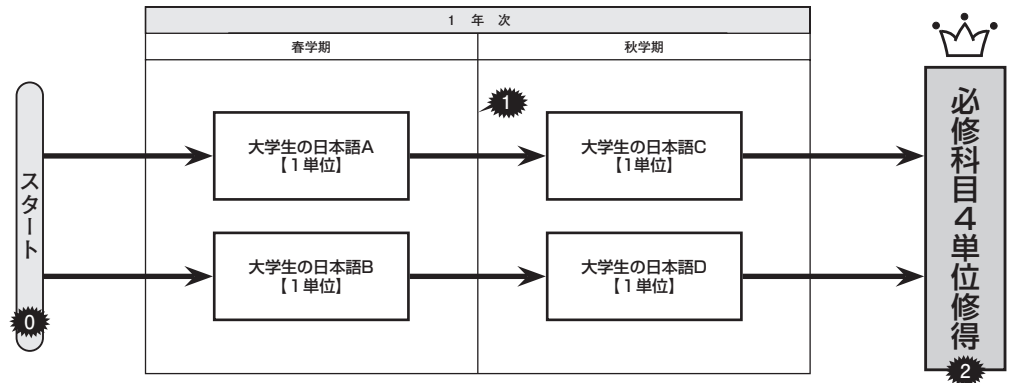 1 年 次
春学期
秋学期
1
スタート
0
大学生の日本語A
【1単位】
大学生の日本語C
【1単位】
大学生の日本語B
【1単位】
大学生の日本語D
【1単位】
必修科目4単位修得
2